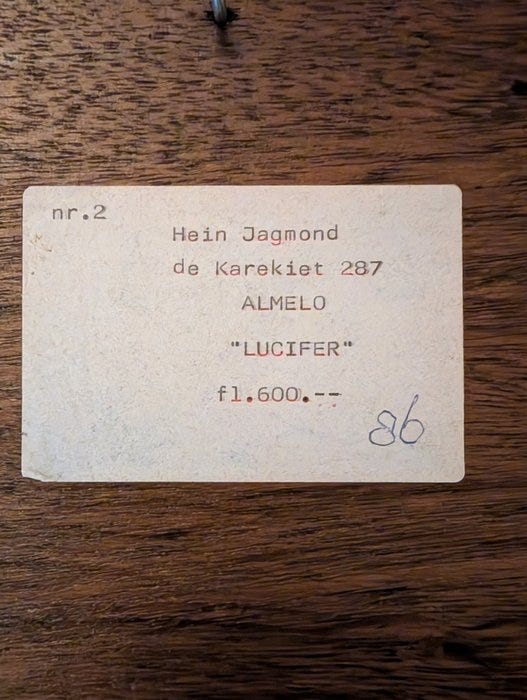 nr.2
Hein Jagmond
de Karekiet 287
ALMELO
"LUCIFER"
fl.600.--
86